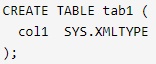 CREATE TABLE tab1 (
  col1  SYS.XMLTYPE
);